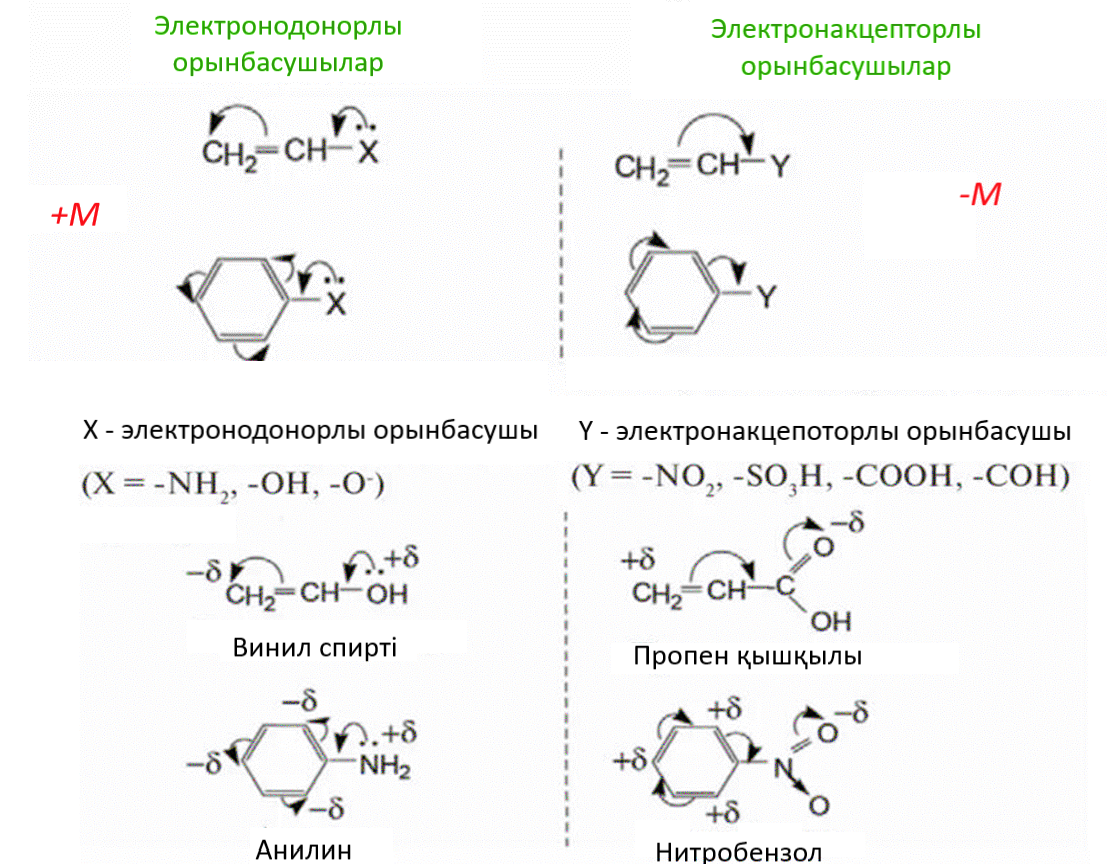 Электронодонорлы
орынбасушылар
Электронакцепторлы
орынбасушылар
CH₂=CH—X
CH₂=CH—Y
+M
-M
X
Y
X - электронодонорлы орынбасушы
Y - электронакцепоторлы орынбасушы
(X = -NH₂, -OH, -O⁻)
(Y = -NO₂, -SO₃H, -COOH, -COH)
−δ CH₂=CH—OH +δ
+δ CH₂=CH—C O −δ
OH
Винил спирті
Пропен қышқылы
−δ
−δ
+δ
NH₂
−δ
+δ
+δ
−δ
O
N
O
+δ
Анилин
Нитробензол